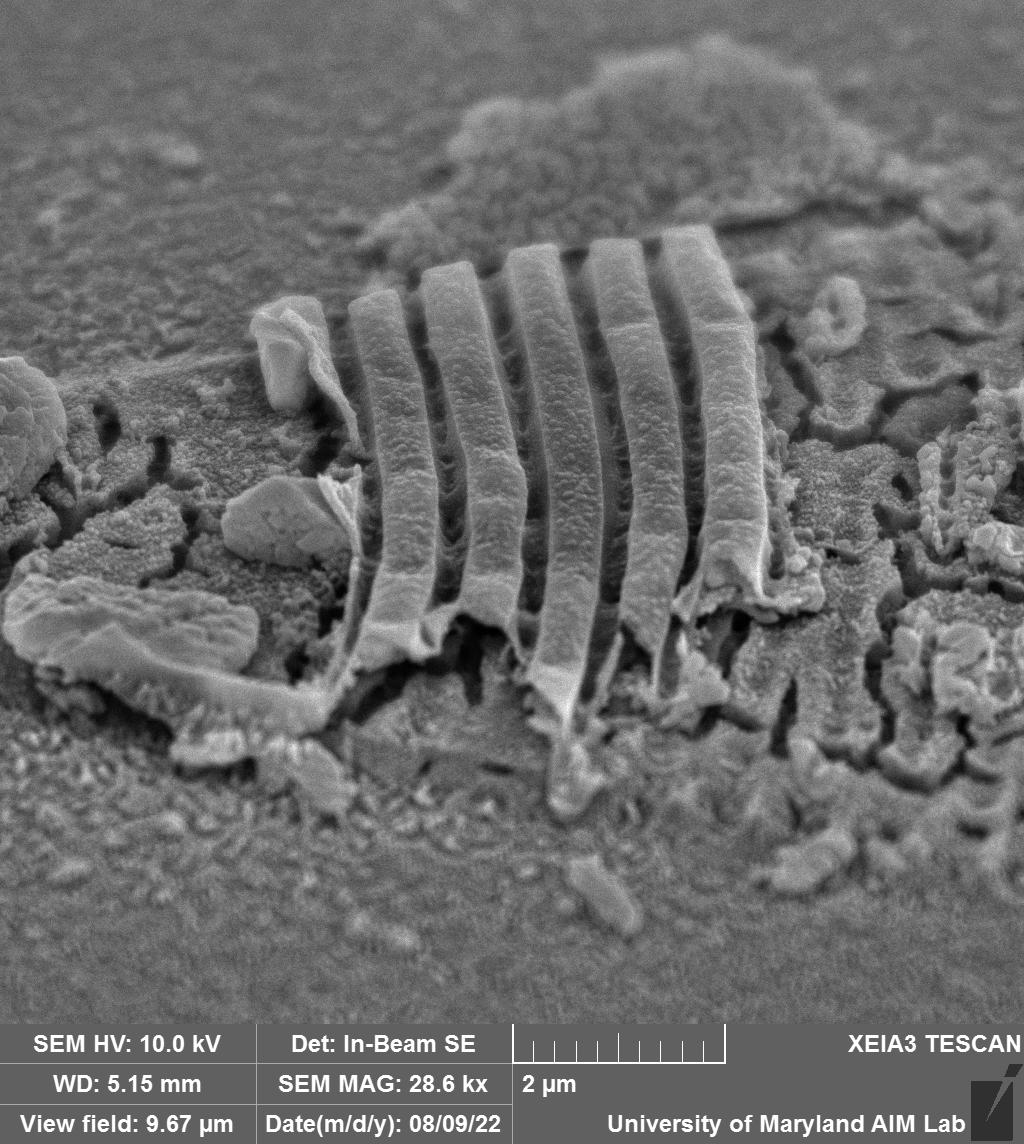 SEM HV: 10.0 kV
Det: In-Beam SE
XEIA3 TESCAN
WD: 5.15 mm
SEM MAG: 28.6 kx
2 µm
View field: 9.67 µm
Date(m/d/y): 08/09/22
University of Maryland AIM Lab